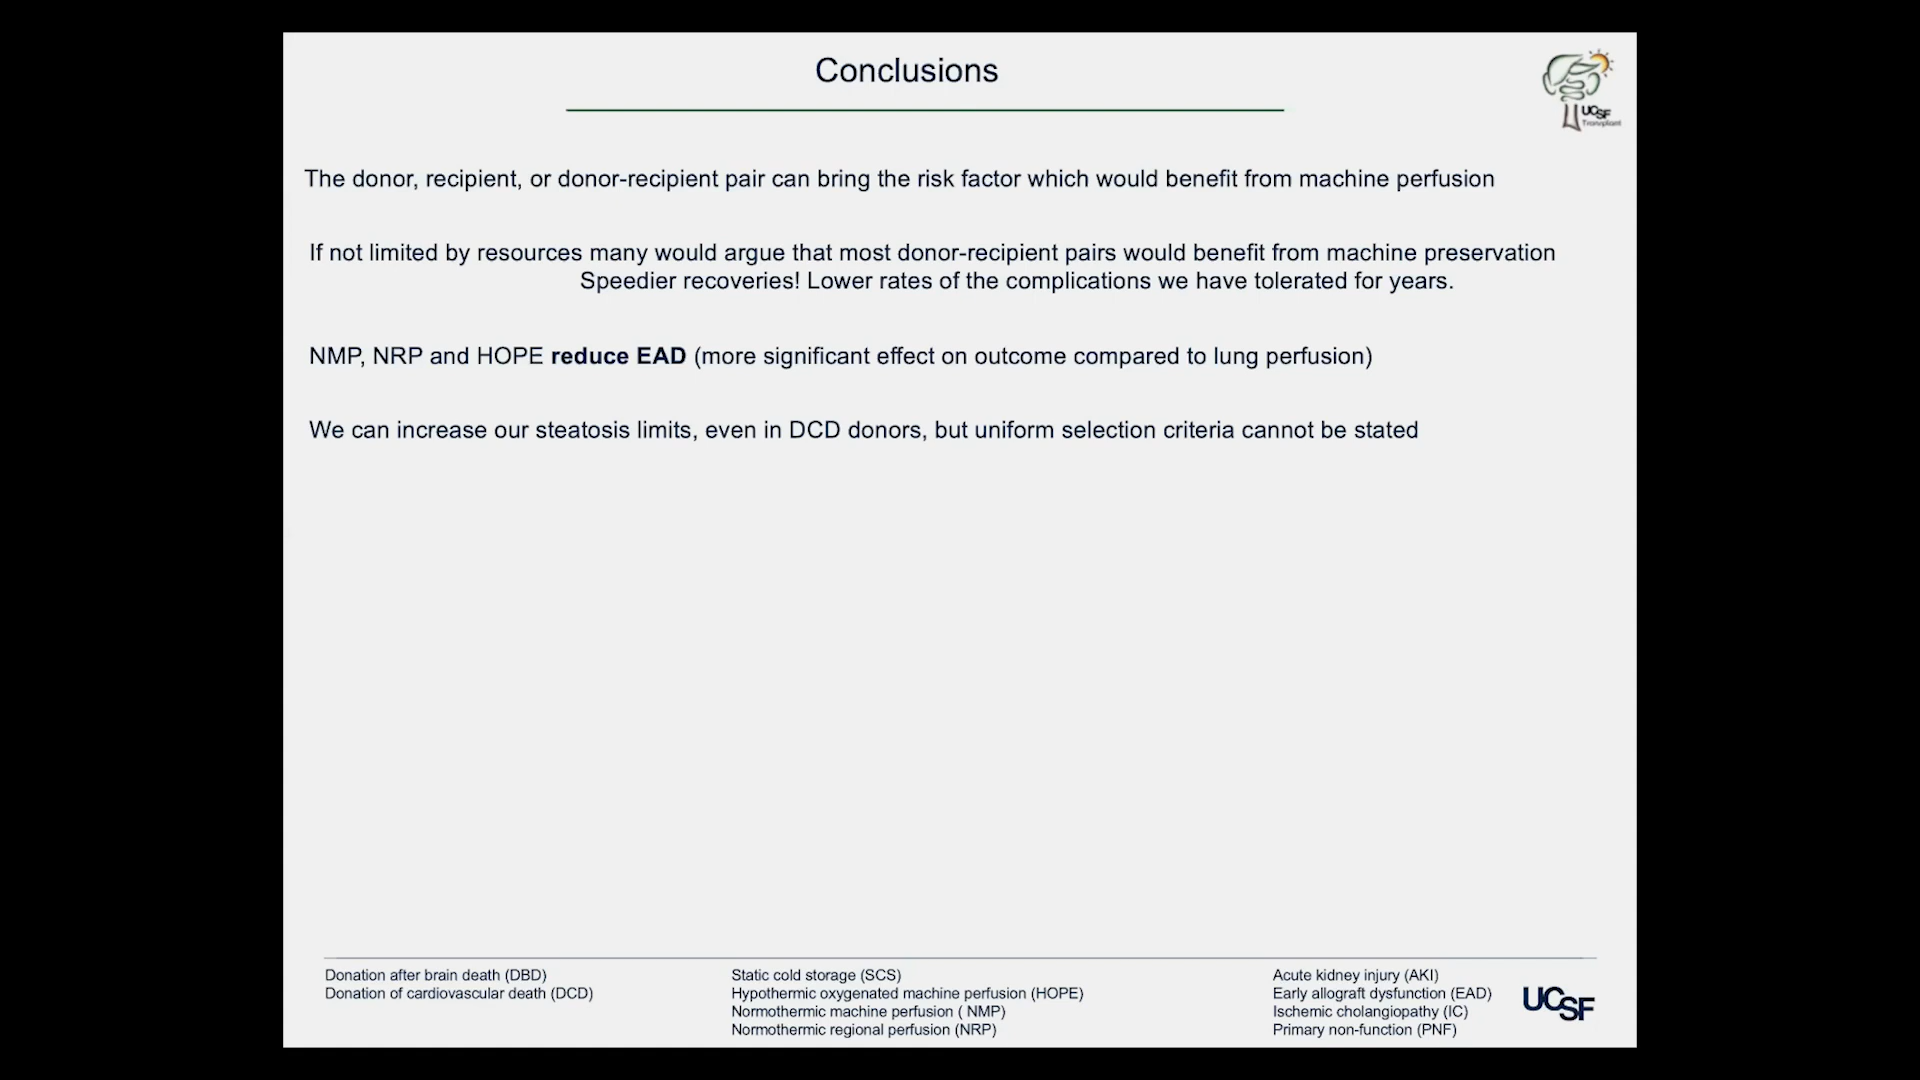 Conclusions
UCSF
Transplant
The donor, recipient, or donor-recipient pair can bring the risk factor which would benefit from machine perfusion
If not limited by resources many would argue that most donor-recipient pairs would benefit from machine preservation
Speedier recoveries! Lower rates of the complications we have tolerated for years.
NMP, NRP and HOPE reduce EAD (more significant effect on outcome compared to lung perfusion)
We can increase our steatosis limits, even in DCD donors, but uniform selection criteria cannot be stated
Donation after brain death (DBD)
Donation of cardiovascular death (DCD)
Static cold storage (SCS)
Hypothermic oxygenated machine perfusion (HOPE)
Normothermic machine perfusion ( NMP)
Normothermic regional perfusion (NRP)
Acute kidney injury (AKI)
Early allograft dysfunction (EAD)
Ischemic cholangiopathy (IC)
Primary non-function (PNF)
UCSF